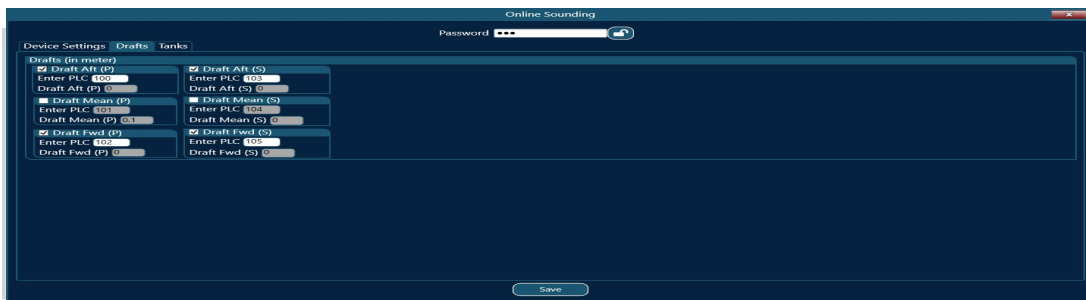 Online Sounding
Password •••
Device Settings Drafts Tanks
Drafts (in meter)
Draft Aft (P) Draft Aft (S)
Enter PLC 100 Enter PLC 103
Draft Aft (P) 0 Draft Aft (S) 0
Draft Mean (P) Draft Mean (S)
Enter PLC 101 Enter PLC 104
Draft Mean (P) 0.1 Draft Mean (S) 0
Draft Fwd (P) Draft Fwd (S)
Enter PLC 102 Enter PLC 105
Draft Fwd (P) 0 Draft Fwd (S) 0
Save